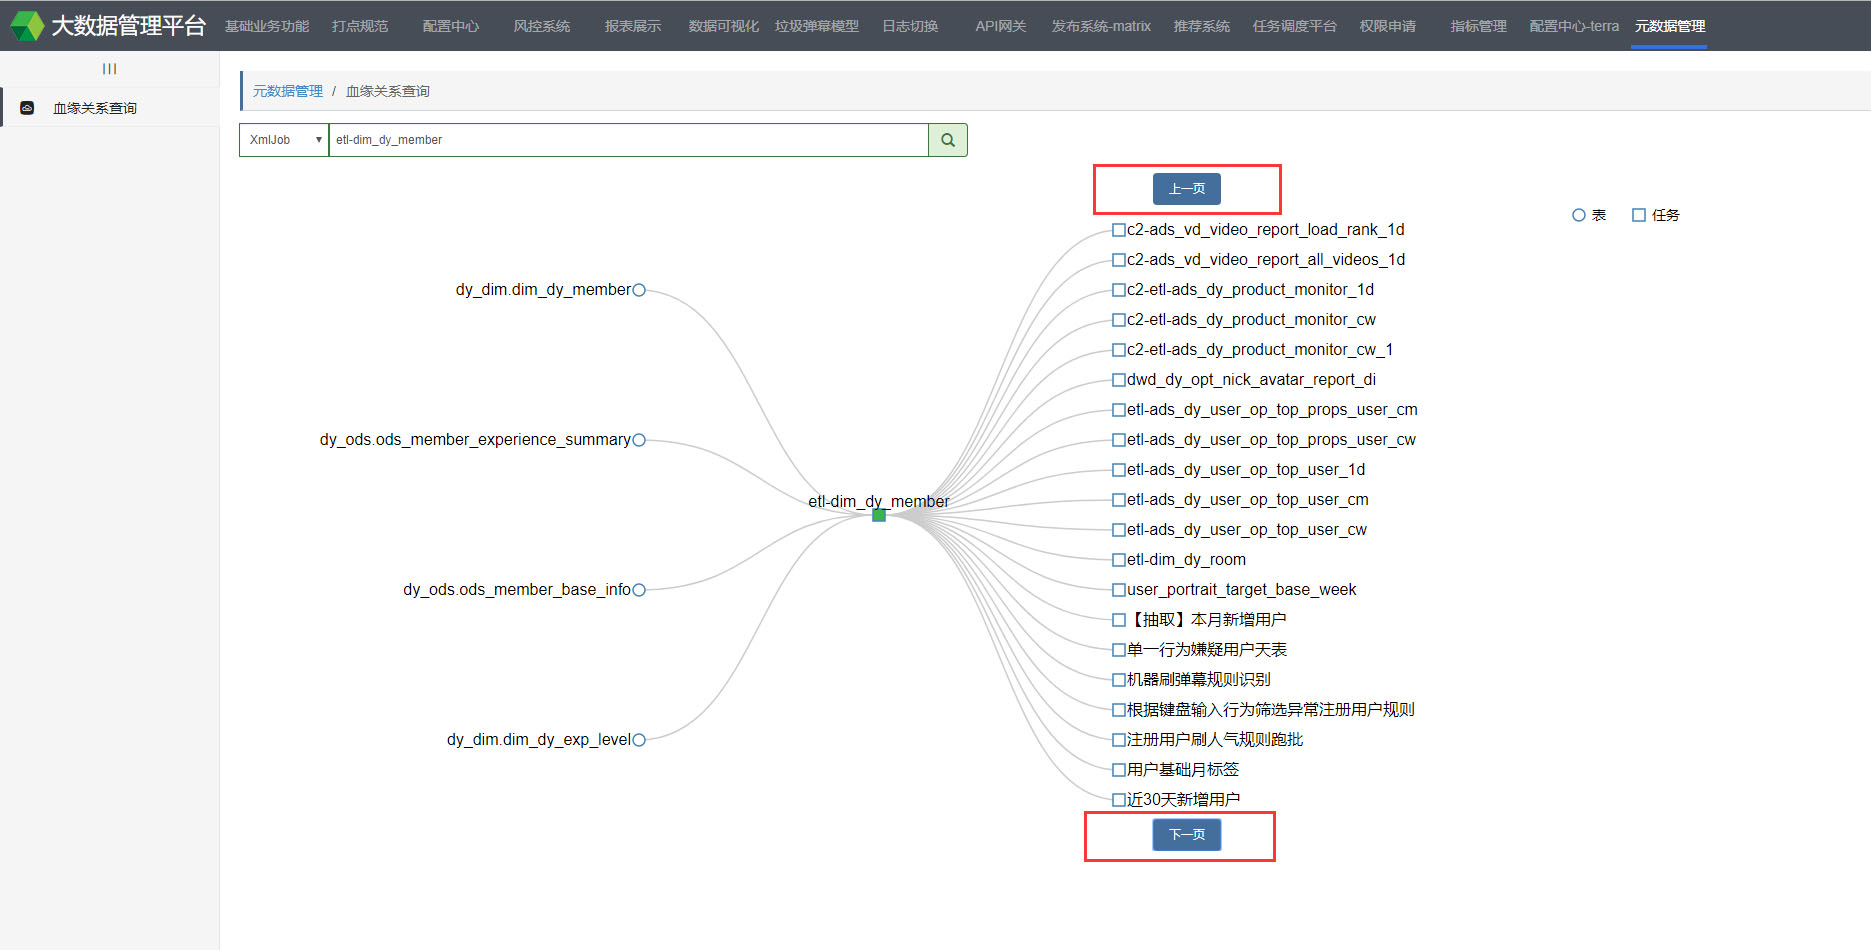 大数据管理平台 基础业务功能 打点规范 配置中心 风控系统 报表展示 数据可视化 垃圾弹幕模型 日志切换 API网关 发布系统-matrix 推荐系统 任务调度平台 权限申请 指标管理 配置中心-terra 元数据管理
血缘关系查询
元数据管理 / 血缘关系查询
XmlJob etl-dim_dy_member
上一页
表 任务
dy_dim.dim_dy_member
dy_ods.ods_member_experience_summary
dy_ods.ods_member_base_info
dy_dim.dim_dy_exp_level
etl-dim_dy_member
c2-ads_vd_video_report_load_rank_1d
c2-ads_vd_video_report_all_videos_1d
c2-etl-ads_dy_product_monitor_1d
c2-etl-ads_dy_product_monitor_cw
c2-etl-ads_dy_product_monitor_cw_1
dwd_dy_opt_nick_avatar_report_di
etl-ads_dy_user_op_top_props_user_cm
etl-ads_dy_user_op_top_props_user_cw
etl-ads_dy_user_op_top_user_1d
etl-ads_dy_user_op_top_user_cm
etl-ads_dy_user_op_top_user_cw
etl-dim_dy_room
user_portrait_target_base_week
【抽取】本月新增用户
单一行为嫌疑用户天表
机器刷弹幕规则识别
根据键盘输入行为筛选异常注册用户规则
注册用户刷人气规则跑批
用户基础月标签
近30天新增用户
下一页